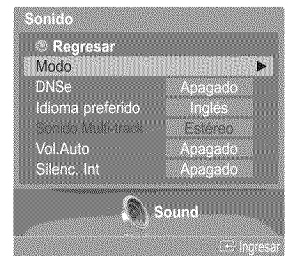 Sonido
Regresar
Modo
DNSe Apagado
Idioma preferido Inglés
Sonido Multi-track Estéreo
Vol.Auto Apagado
Silenc. Int Apagado
Sound
Ingresar